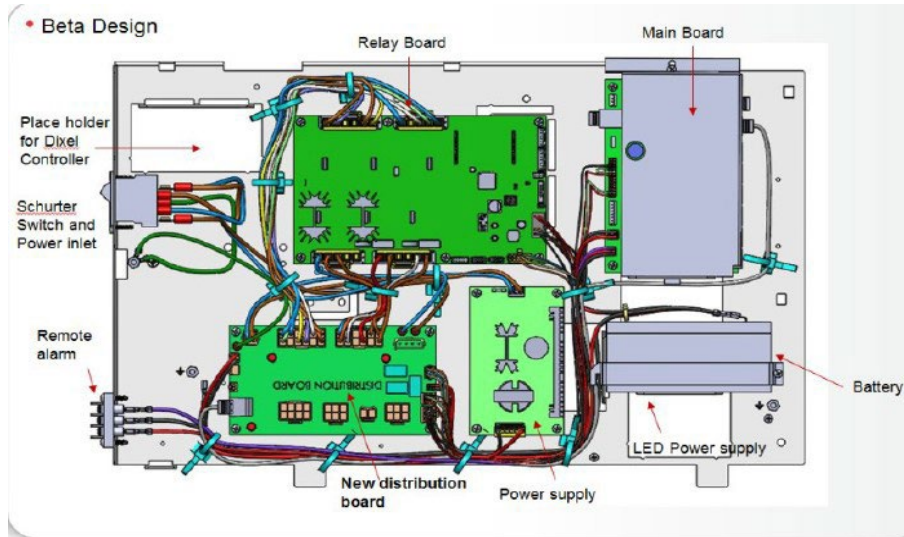 Beta Design
Relay Board
Main Board
Place holder
for Dixel
Controller
Schurter
Switch and
Power inlet
Remote
alarm
DISTRIBUTION BOARD
Battery
LED Power supply
New distribution
board
Power supply